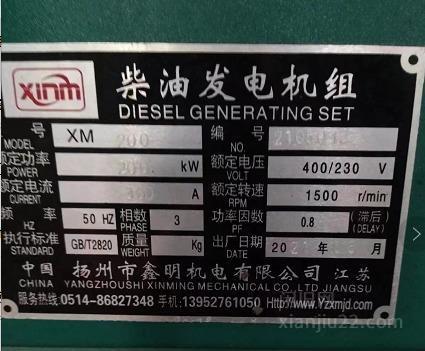 xinm 柴油发电机组
DIESEL GENERATING SET
号 XM 200 编号
MODEL NO.
额定功率 kW 额定电压 400/230 V
POWER VOLT
额定电流 额定转速 1500 r/min
CURRENT RPM
频率 50 HZ 相数 3 功率因数 0.8 (滞后)
HZ PHASE PF (DELAY)
执行标准 GB/T2820 质量 Kg 出厂日期 20
STANDARD WEIGHT DATE
中国 扬州市鑫明机电有限公司 江苏
CHINA YANGZHOUSHI XINMING MECHANICAL CO LTD JIANGSU
服务热线:0514-86827348 手机:13952761050 Http://www.Yzxmjd.com
xianjiu22.com